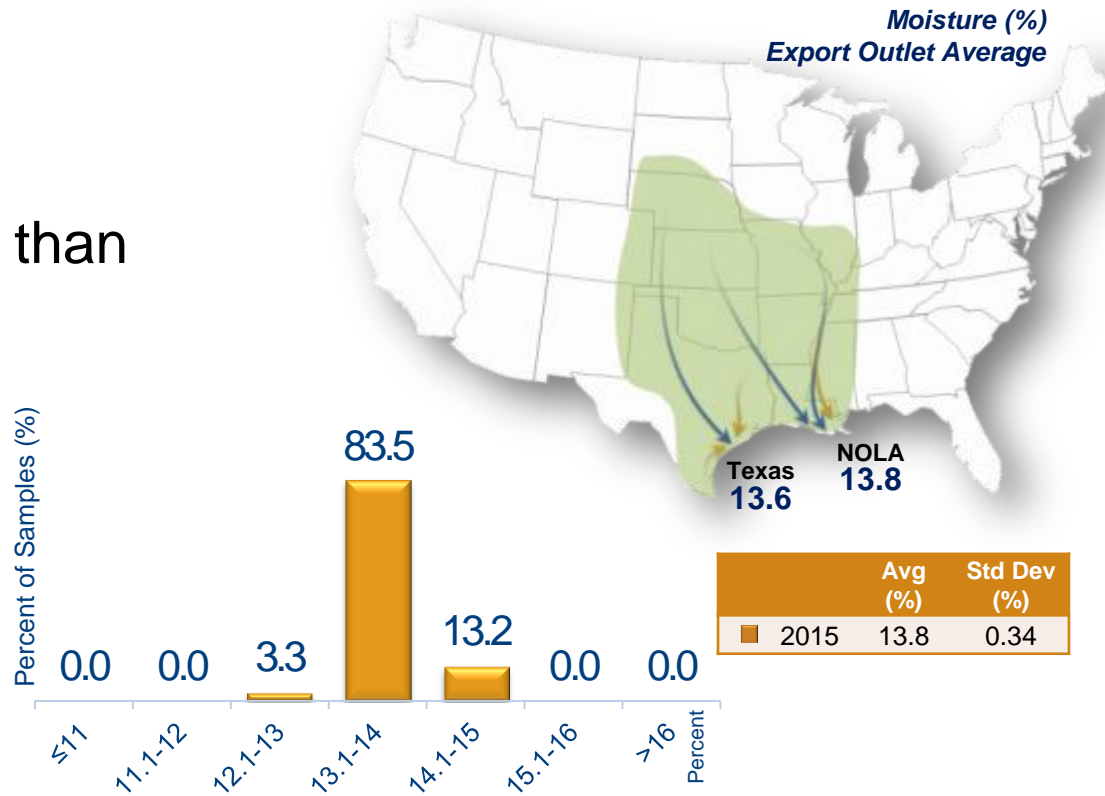 Moisture (%)
Export Outlet Average
than
Texas
13.6
NOLA
13.8
Percent of Samples (%)
0.0
0.0
3.3
83.5
13.2
0.0
0.0
≤11
11.1-12
12.1-13
13.1-14
14.1-15
15.1-16
>16
Percent
Avg (%)
Std Dev (%)
2015 13.8 0.34